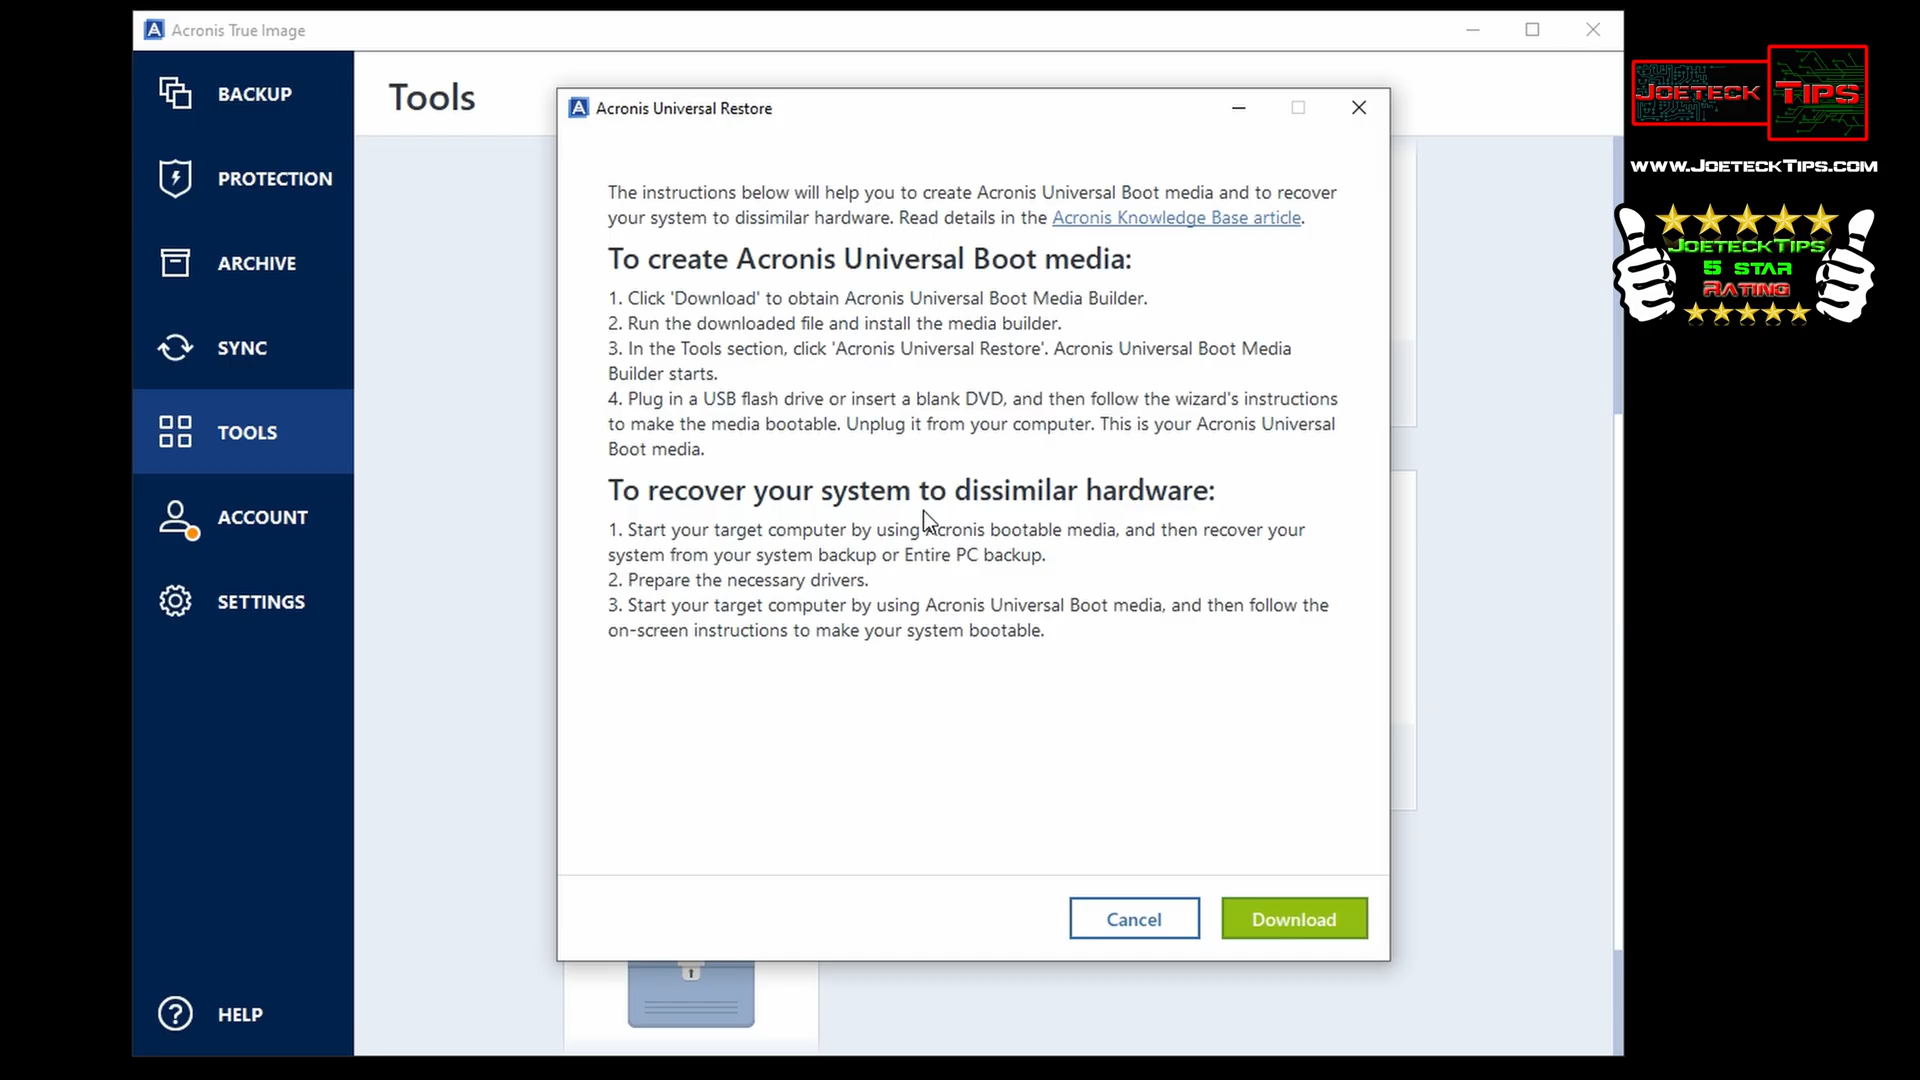 Acronis True Image
BACKUP
PROTECTION
ARCHIVE
SYNC
TOOLS
ACCOUNT
SETTINGS
HELP
Tools
Acronis Universal Restore
The instructions below will help you to create Acronis Universal Boot media and to recover
your system to dissimilar hardware. Read details in the Acronis Knowledge Base article.
To create Acronis Universal Boot media:
1. Click 'Download' to obtain Acronis Universal Boot Media Builder.
2. Run the downloaded file and install the media builder.
3. In the Tools section, click 'Acronis Universal Restore'. Acronis Universal Boot Media
Builder starts.
4. Plug in a USB flash drive or insert a blank DVD, and then follow the wizard's instructions
to make the media bootable. Unplug it from your computer. This is your Acronis Universal
Boot media.
To recover your system to dissimilar hardware:
1. Start your target computer by using Acronis bootable media, and then recover your
system from your system backup or Entire PC backup.
2. Prepare the necessary drivers.
3. Start your target computer by using Acronis Universal Boot media, and then follow the
on-screen instructions to make your system bootable.
Cancel
Download
Joeteck Tips
www.JoeteckTips.com
JoeteckTips
5 Star
Rating